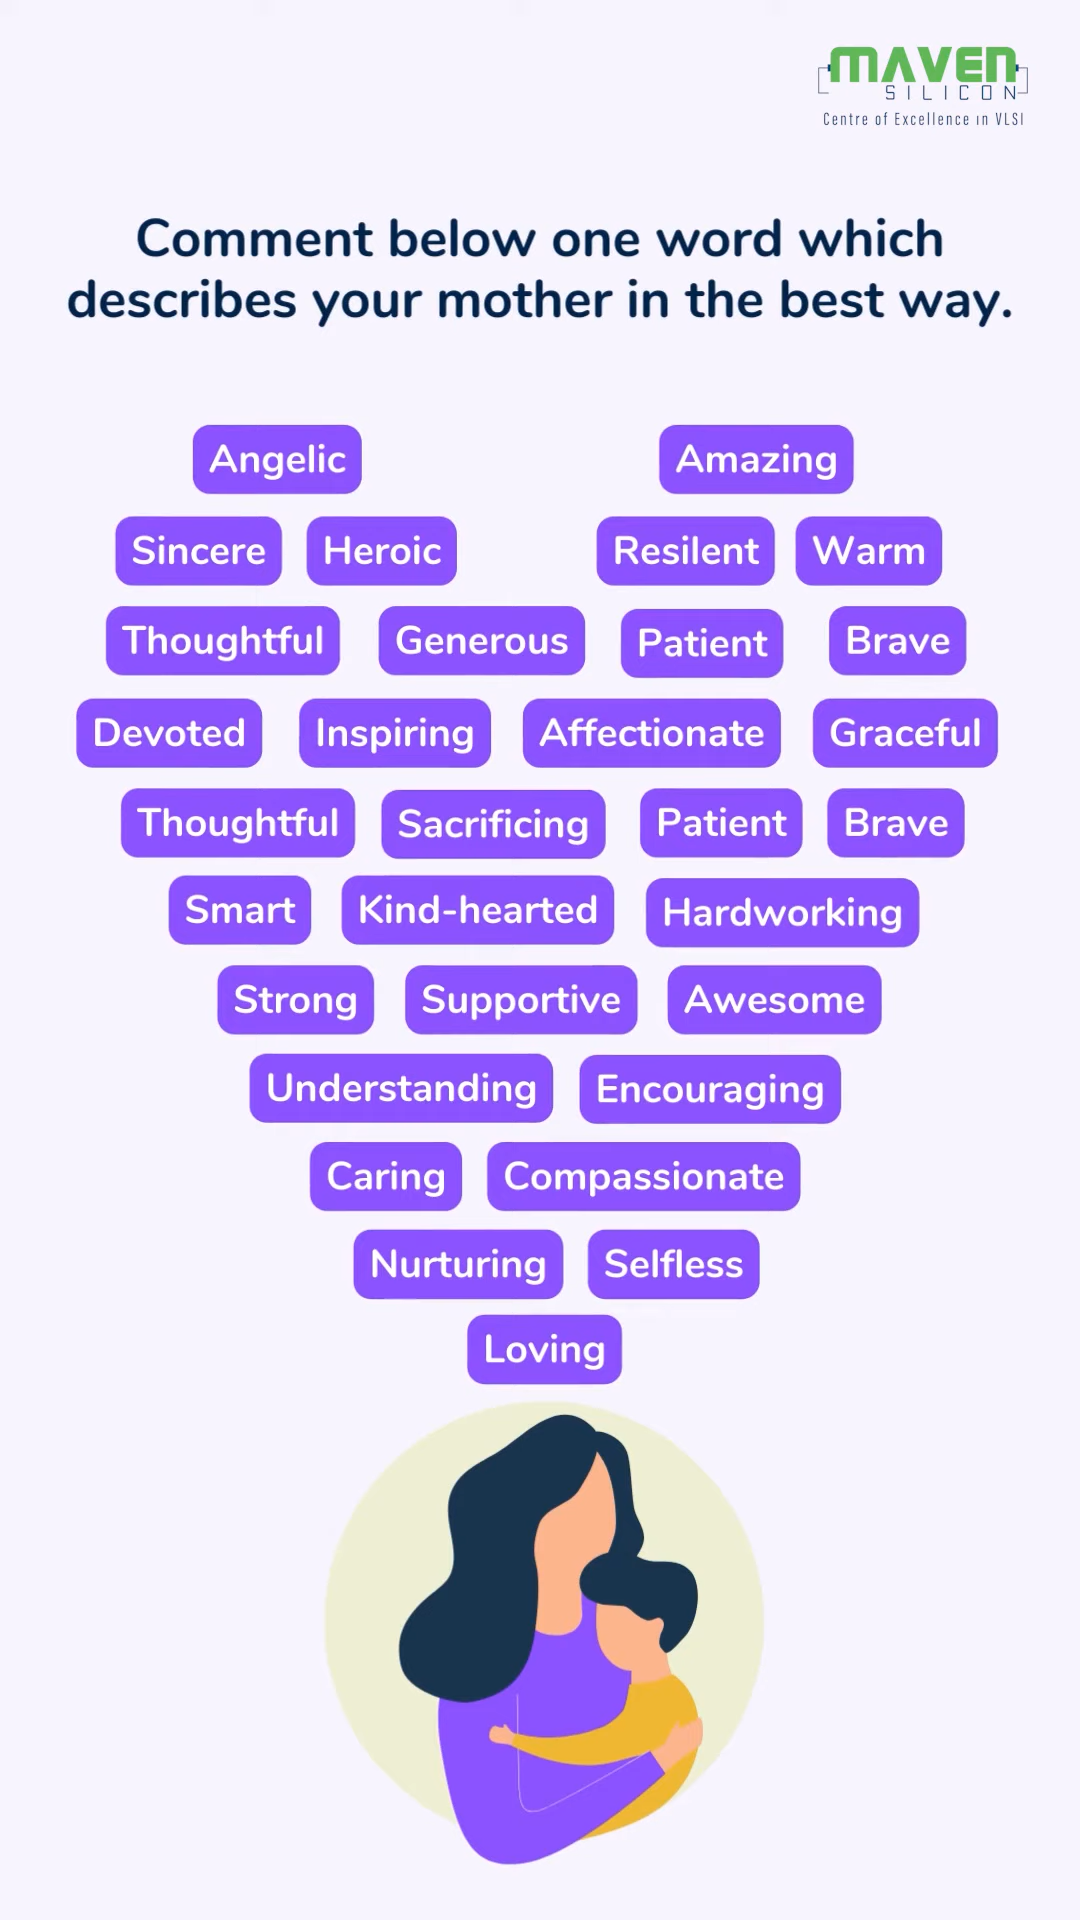 MAVEN
SILICON
Centre of Excellence in VLSI
Comment below one word which
describes your mother in the best way.
Angelic Amazing
Sincere Heroic Resilent Warm
Thoughtful Generous Patient Brave
Devoted Inspiring Affectionate Graceful
Thoughtful Sacrificing Patient Brave
Smart Kind-hearted Hardworking
Strong Supportive Awesome
Understanding Encouraging
Caring Compassionate
Nurturing Selfless
Loving